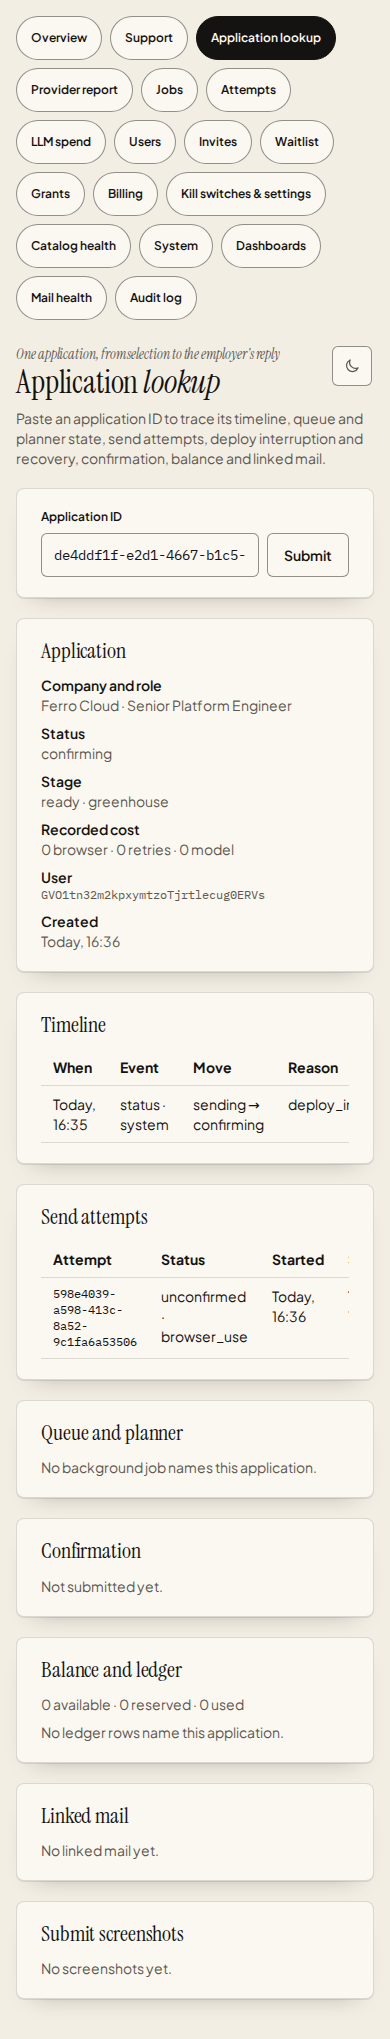 Overview
Support
Application lookup
Provider report
Jobs
Attempts
LLM spend
Users
Invites
Waitlist
Grants
Billing
Kill switches & settings
Catalog health
System
Dashboards
Mail health
Audit log
One application, from selection to the employer's reply
Application lookup
Paste an application ID to trace its timeline, queue and
planner state, send attempts, deploy interruption and
recovery, confirmation, balance and linked mail.
Application ID
de4ddf1f-e2d1-4667-b1c5-
Submit
Application
Company and role
Ferro Cloud · Senior Platform Engineer
Status
confirming
Stage
ready · greenhouse
Recorded cost
0 browser · 0 retries · 0 model
User
GVO1tn32m2kpxymtzoTjrtlecug0ERVs
Created
Today, 16:36
Timeline
When Event Move Reason
Today, status · sending → deploy_i
16:35 system confirming
Send attempts
Attempt Status Started
598e4039- unconfirmed Today,
a598-413c- · 16:36
8a52- browser_use
9c1fa6a53506
Queue and planner
No background job names this application.
Confirmation
Not submitted yet.
Balance and ledger
0 available · 0 reserved · 0 used
No ledger rows name this application.
Linked mail
No linked mail yet.
Submit screenshots
No screenshots yet.